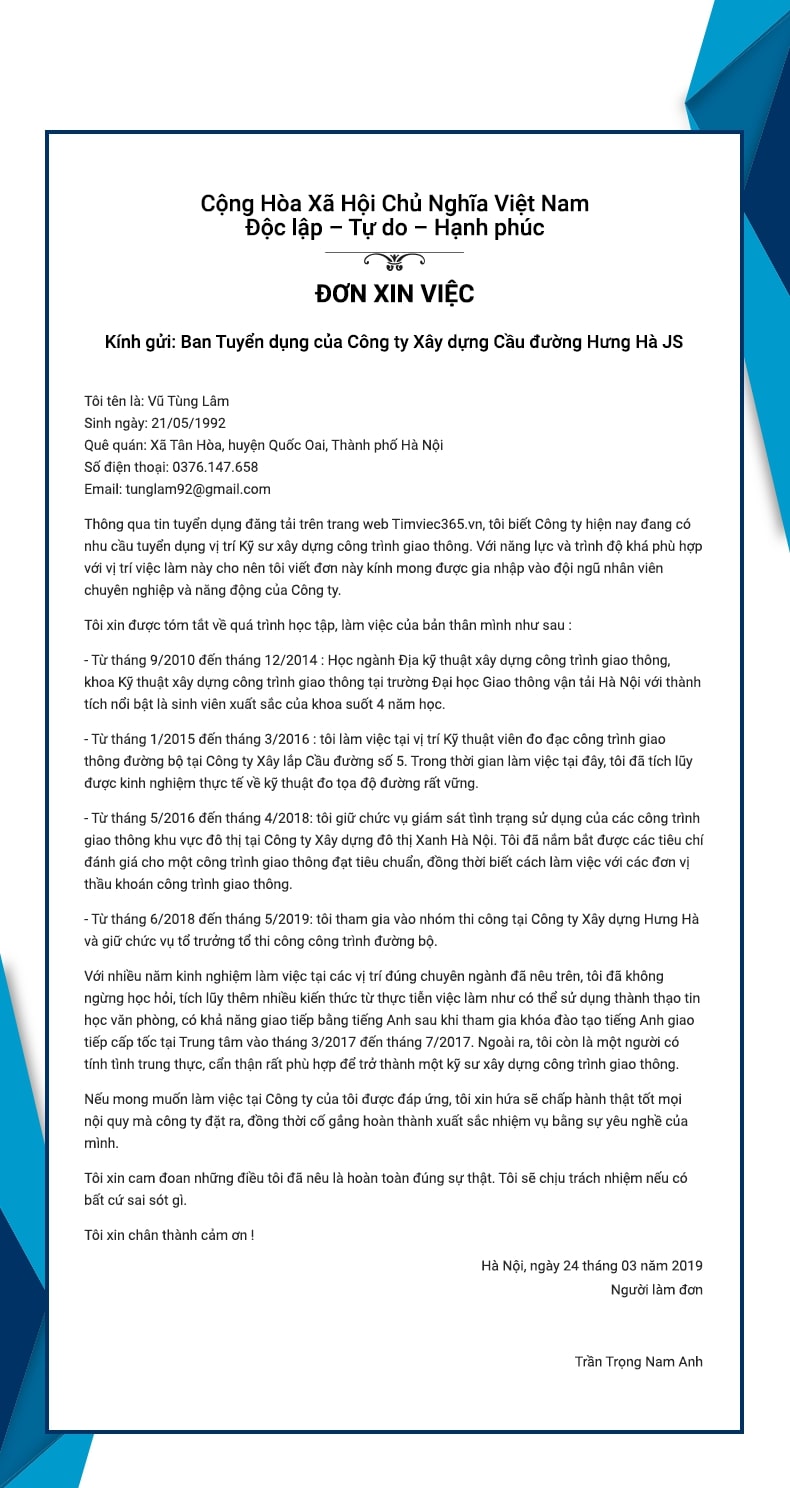 Cộng Hòa Xã Hội Chủ Nghĩa Việt Nam
Độc lập – Tự do – Hạnh phúc
ĐƠN XIN VIỆC
Kính gửi: Ban Tuyển dụng của Công ty Xây dựng Cầu đường Hưng Hà JS
Tôi tên là: Vũ Tùng Lâm
Sinh ngày: 21/05/1992
Quê quán: Xã Tân Hòa, huyện Quốc Oai, Thành phố Hà Nội
Số điện thoại: 0376.147.658
Email: tunglam92@gmail.com
Thông qua tin tuyển dụng đăng tải trên trang web Timviec365.vn, tôi biết Công ty hiện nay đang có
nhu cầu tuyển dụng vị trí Kỹ sư xây dựng công trình giao thông. Với năng lực và trình độ khá phù hợp
với vị trí việc làm này cho nên tôi viết đơn này kính mong được gia nhập vào đội ngũ nhân viên
chuyên nghiệp và năng động của Công ty.
Tôi xin được tóm tắt về quá trình học tập, làm việc của bản thân mình như sau :
- Từ tháng 9/2010 đến tháng 12/2014 : Học ngành Địa kỹ thuật xây dựng công trình giao thông,
khoa Kỹ thuật xây dựng công trình giao thông tại trường Đại học Giao thông vận tải Hà Nội với thành
tích nổi bật là sinh viên xuất sắc của khoa suốt 4 năm học.
- Từ tháng 1/2015 đến tháng 3/2016 : tôi làm việc tại vị trí Kỹ thuật viên đo đạc công trình giao
thông đường bộ tại Công ty Xây lắp Cầu đường số 5. Trong thời gian làm việc tại đây, tôi đã tích lũy
được kinh nghiệm thực tế về kỹ thuật đo tọa độ đường rất vững.
- Từ tháng 5/2016 đến tháng 4/2018: tôi giữ chức vụ giám sát tình trạng sử dụng của các công trình
giao thông khu vực đô thị tại Công ty Xây dựng đô thị Xanh Hà Nội. Tôi đã nắm bắt được các tiêu chí
đánh giá cho một công trình giao thông đạt tiêu chuẩn, đồng thời biết cách làm việc với các đơn vị
thầu khoán công trình giao thông.
- Từ tháng 6/2018 đến tháng 5/2019: tôi tham gia vào nhóm thi công tại Công ty Xây dựng Hưng Hà
và giữ chức vụ tổ trưởng tổ thi công công trình đường bộ.
Với nhiều năm kinh nghiệm làm việc tại các vị trí đúng chuyên ngành đã nêu trên, tôi đã không
ngừng học hỏi, tích lũy thêm nhiều kiến thức từ thực tiễn việc làm như có thể sử dụng thành thạo tin
học văn phòng, có khả năng giao tiếp bằng tiếng Anh sau khi tham gia khóa đào tạo tiếng Anh giao
tiếp cấp tốc tại Trung tâm vào tháng 3/2017 đến tháng 7/2017. Ngoài ra, tôi còn là một người có
tính tình trung thực, cẩn thận rất phù hợp để trở thành một kỹ sư xây dựng công trình giao thông.
Nếu mong muốn làm việc tại Công ty của tôi được đáp ứng, tôi xin hứa sẽ chấp hành thật tốt mọi
nội quy mà công ty đặt ra, đồng thời cố gắng hoàn thành xuất sắc nhiệm vụ bằng sự yêu nghề của
mình.
Tôi xin cam đoan những điều tôi đã nêu là hoàn toàn đúng sự thật. Tôi sẽ chịu trách nhiệm nếu có
bất cứ sai sót gì.
Tôi xin chân thành cảm ơn !
Hà Nội, ngày 24 tháng 03 năm 2019
Người làm đơn
Trần Trọng Nam Anh